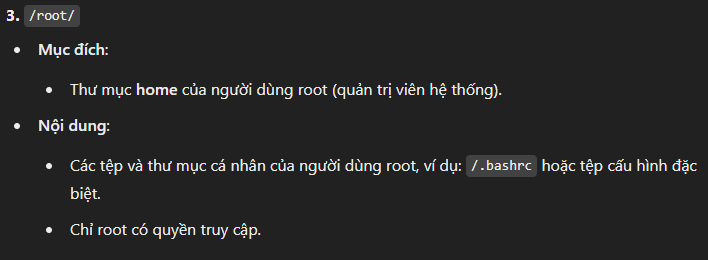 3. /root/
• Mục đích:
• Thư mục home của người dùng root (quản trị viên hệ thống).
• Nội dung:
• Các tệp và thư mục cá nhân của người dùng root, ví dụ: /.bashrc hoặc tệp cấu hình đặc
biệt.
• Chỉ root có quyền truy cập.